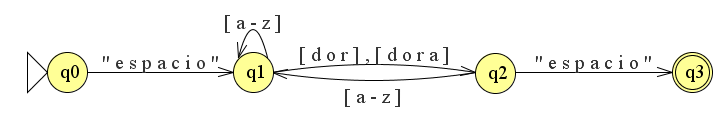 [a-z]
q0 "espacio" q1 [dor],[dora] q2 "espacio" q3
[a-z]